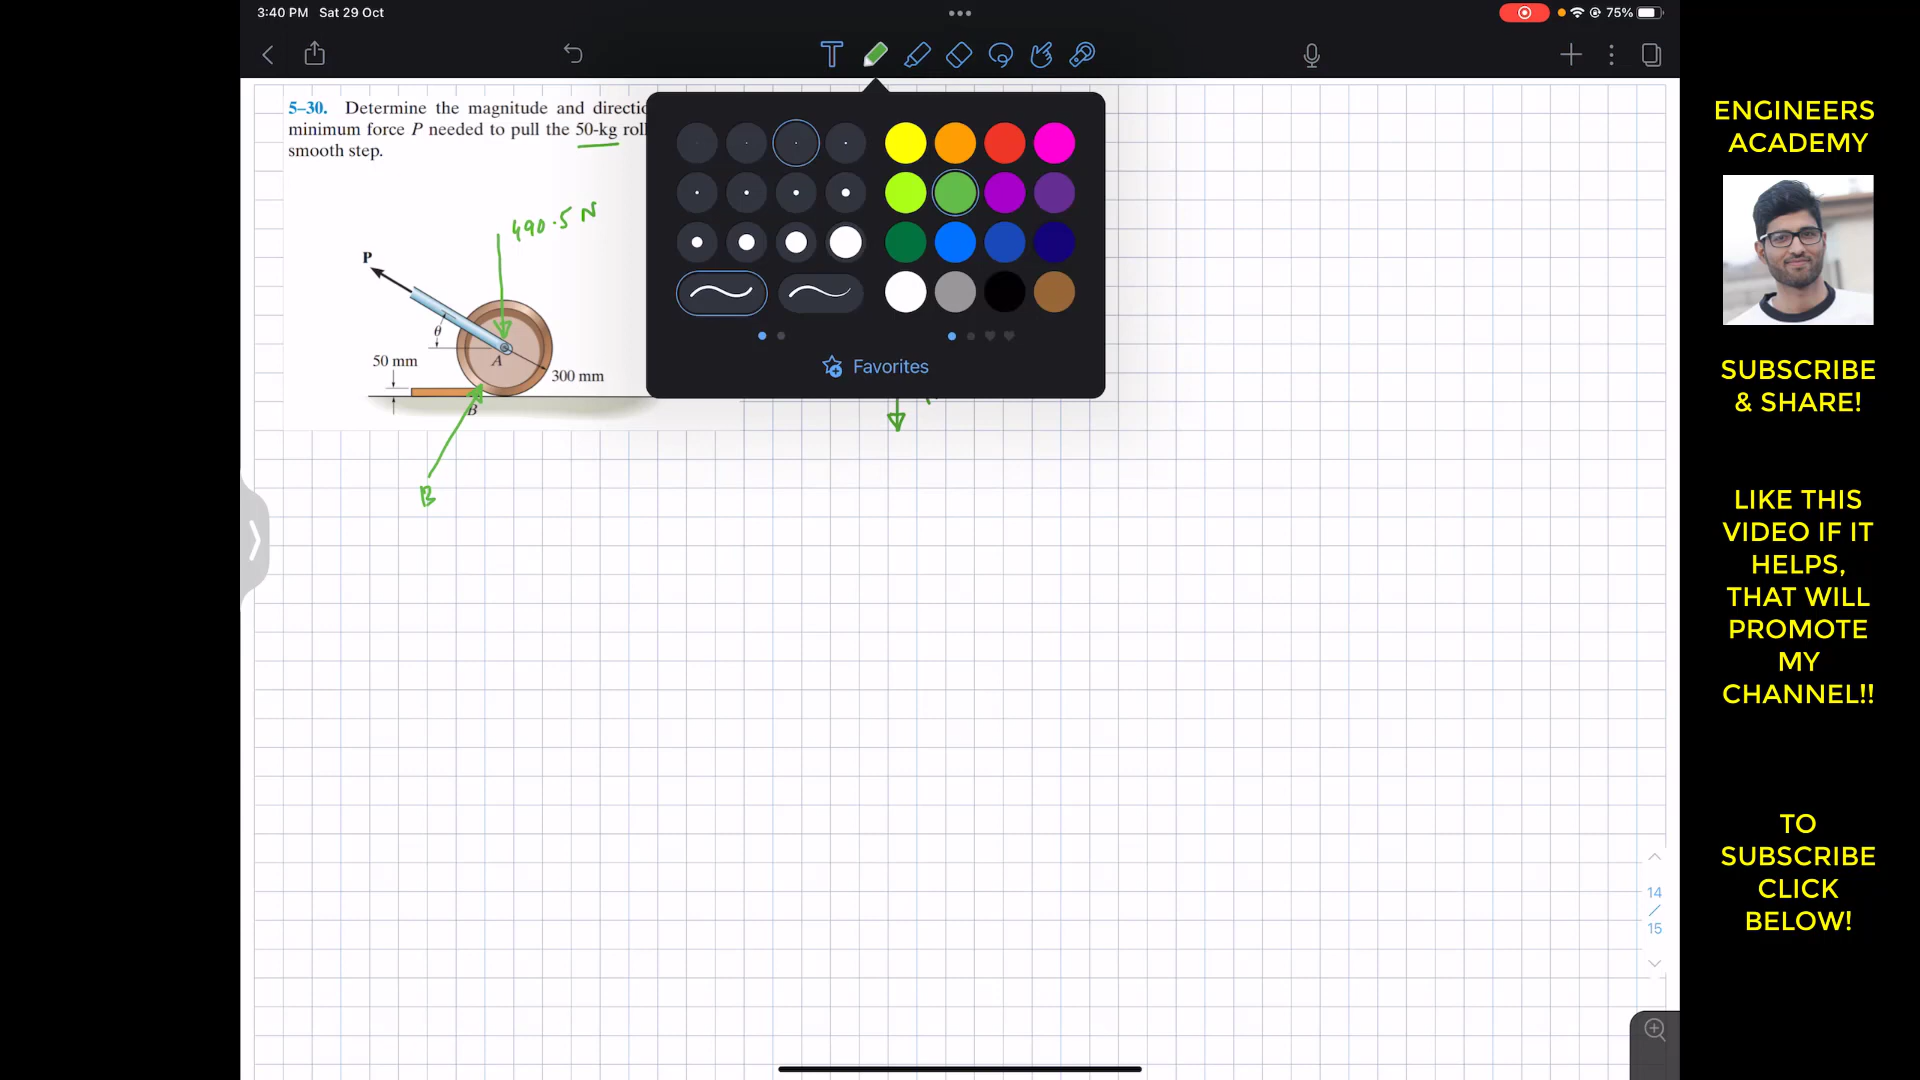 3:40 PM Sat 29 Oct
75%
T
5–30. Determine the magnitude and
minimum force P needed to pull the 50-kg
smooth step.
490.5 N
P
θ
50 mm
A
300 mm
B
B
Favorites
14
/
15
ENGINEERS
ACADEMY
SUBSCRIBE
& SHARE!
LIKE THIS
VIDEO IF IT
HELPS,
THAT WILL
PROMOTE
MY
CHANNEL!!
TO
SUBSCRIBE
CLICK
BELOW!